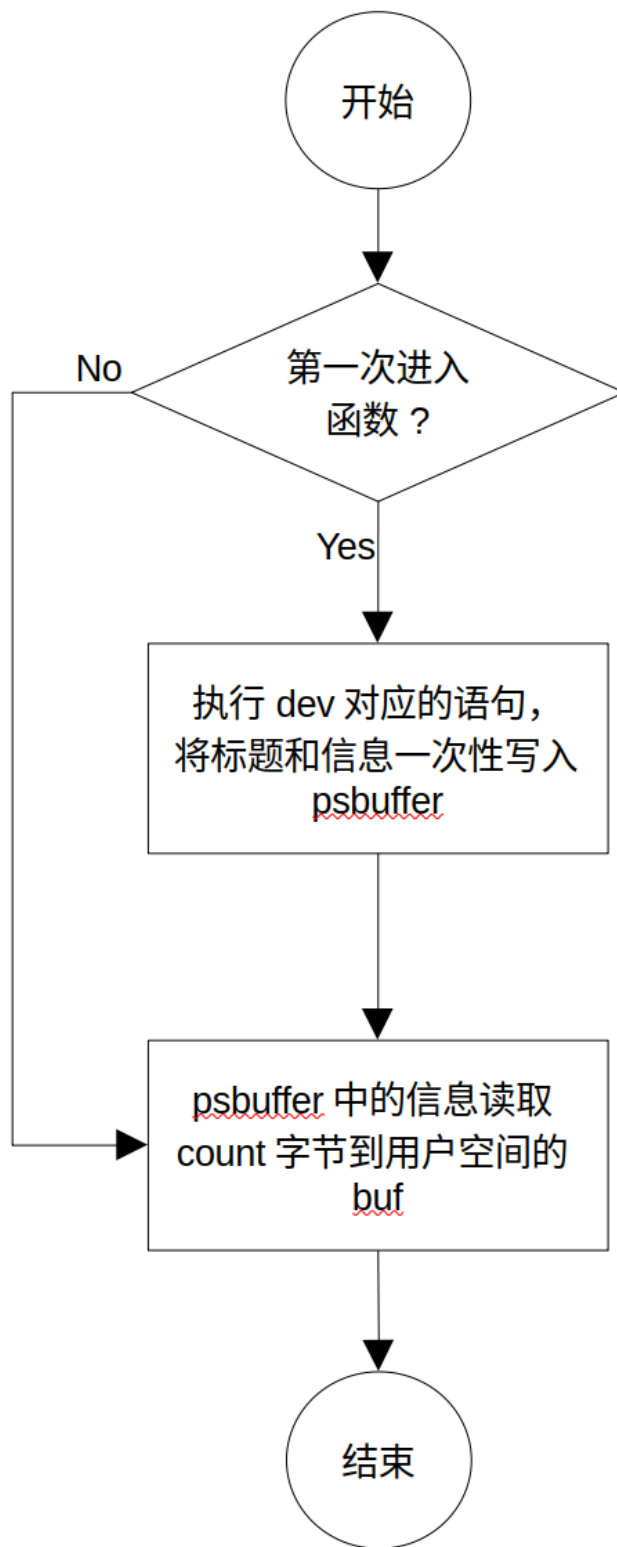 开始
No
第一次进入
函数？
Yes
执行 dev 对应的语句，
将标题和信息一次性写入
psbuffer
psbuffer 中的信息读取
count 字节到用户空间的
buf
结束